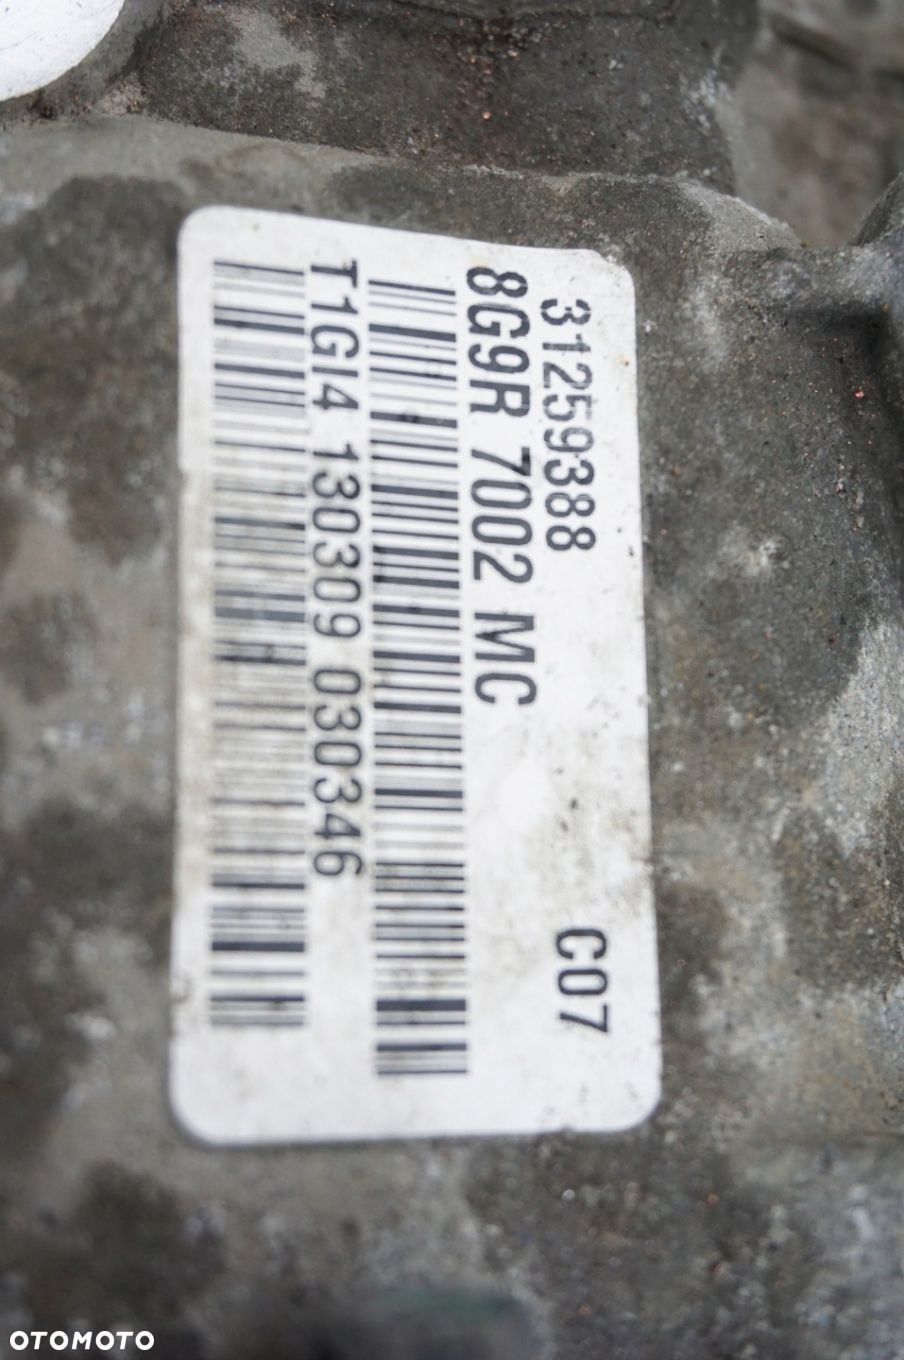 31259388 C07
8G9R 7002 MC
T1GI4 130309 030346
OTOMOTO